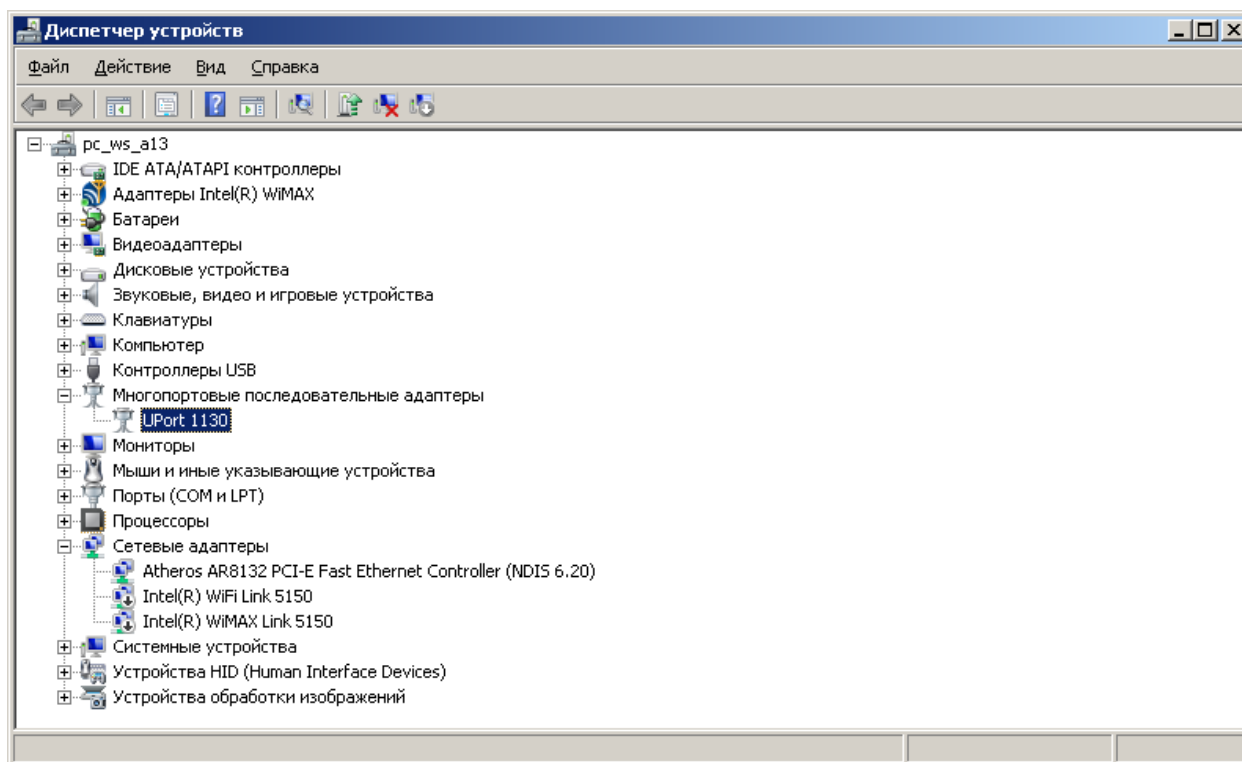 Диспетчер устройств
Файл Действие Вид Справка
pc_ws_a13
IDE ATA/ATAPI контроллеры
Адаптеры Intel(R) WiMAX
Батареи
Видеоадаптеры
Дисковые устройства
Звуковые, видео и игровые устройства
Клавиатуры
Компьютер
Контроллеры USB
Многопортовые последовательные адаптеры
UPort 1130
Мониторы
Мыши и иные указывающие устройства
Порты (COM и LPT)
Процессоры
Сетевые адаптеры
Atheros AR8132 PCI-E Fast Ethernet Controller (NDIS 6.20)
Intel(R) WiFi Link 5150
Intel(R) WiMAX Link 5150
Системные устройства
Устройства HID (Human Interface Devices)
Устройства обработки изображений